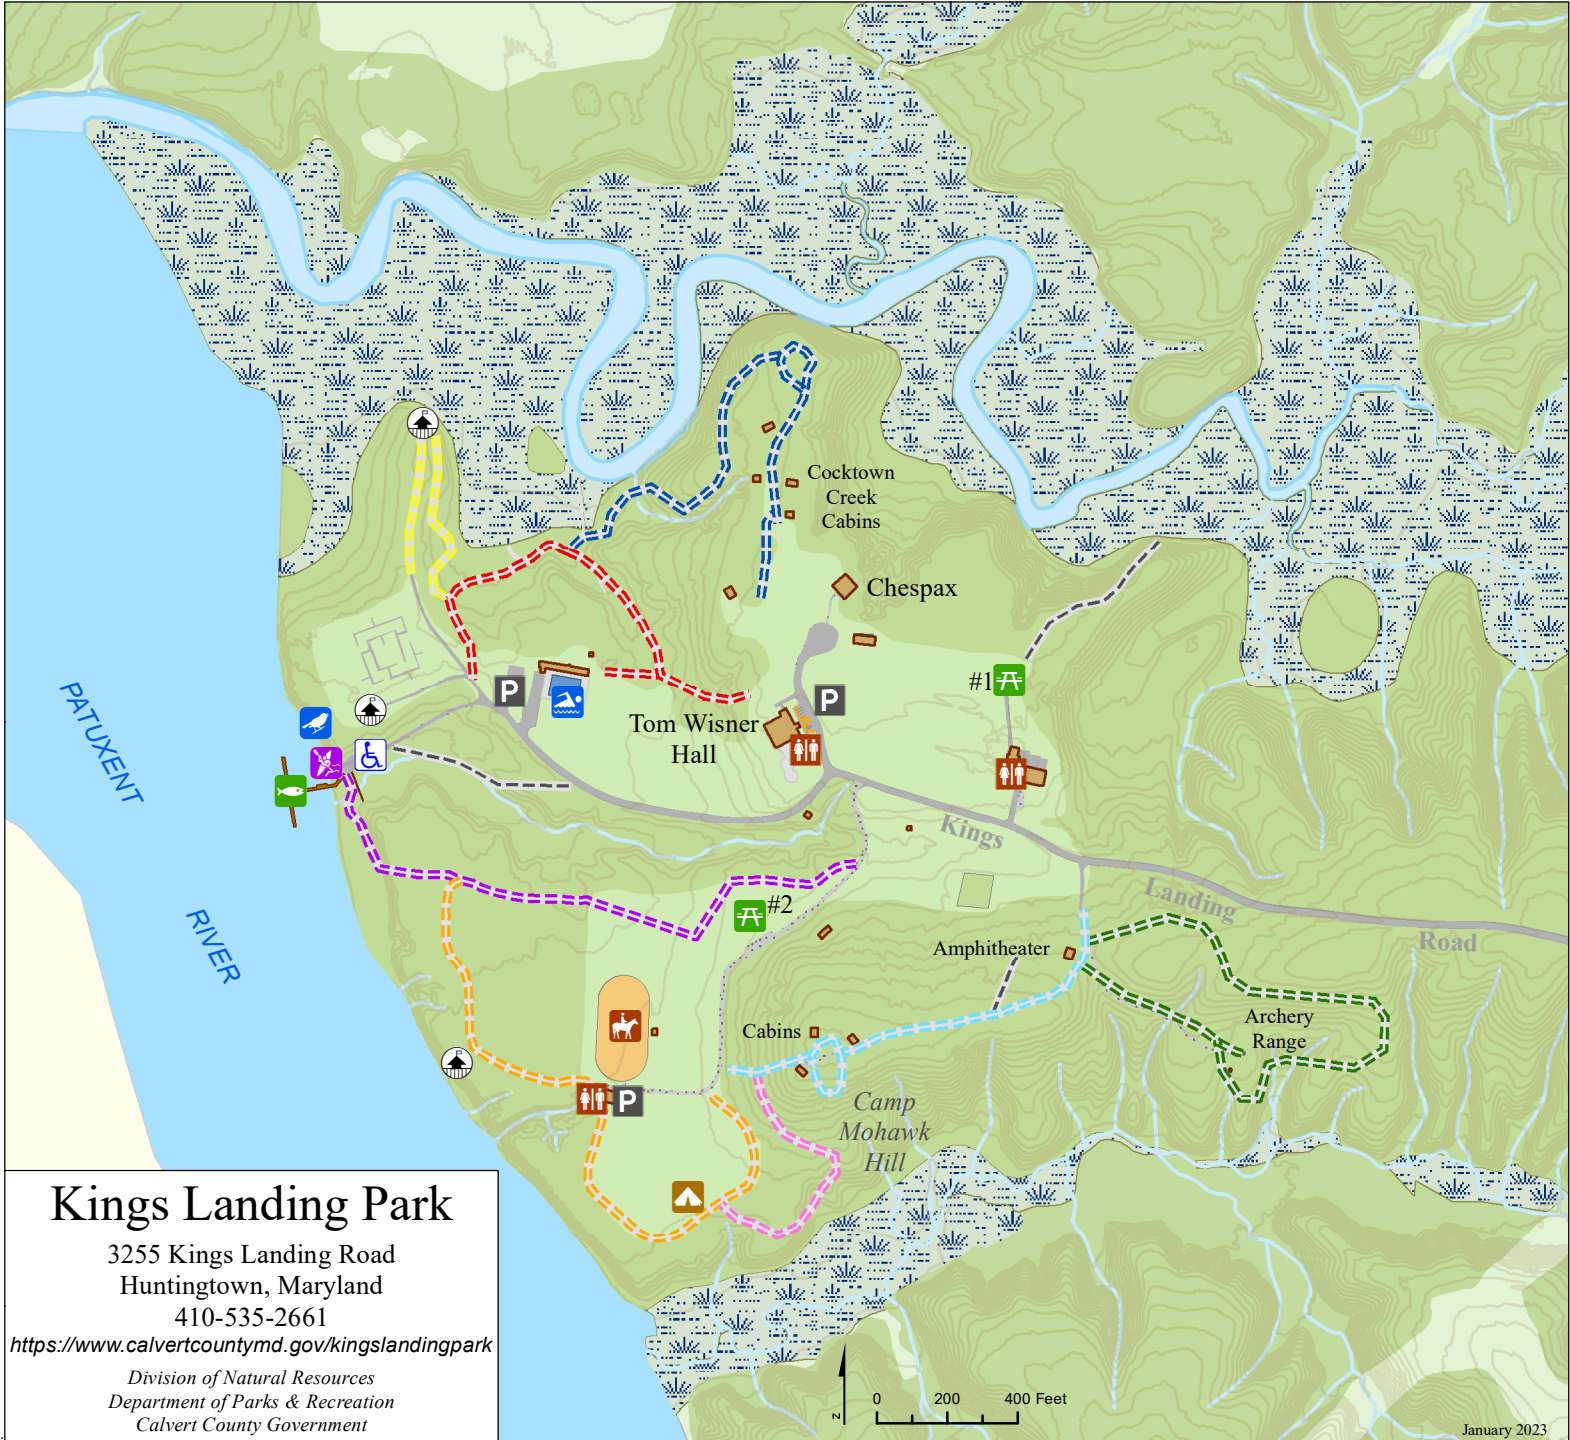 Cocktown
Creek
Cabins
Chespax
#1
P
P
Tom Wisner
Hall
PATUXENT
RIVER
Kings
Landing
Road
#2
Amphitheater
Archery
Range
Cabins
P
Camp
Mohawk
Hill
Kings Landing Park
3255 Kings Landing Road
Huntingtown, Maryland
410-535-2661
https://www.calvertcountymd.gov/kingslandingpark
Division of Natural Resources
Department of Parks & Recreation
Calvert County Government
N
0 200 400 Feet
January 2023